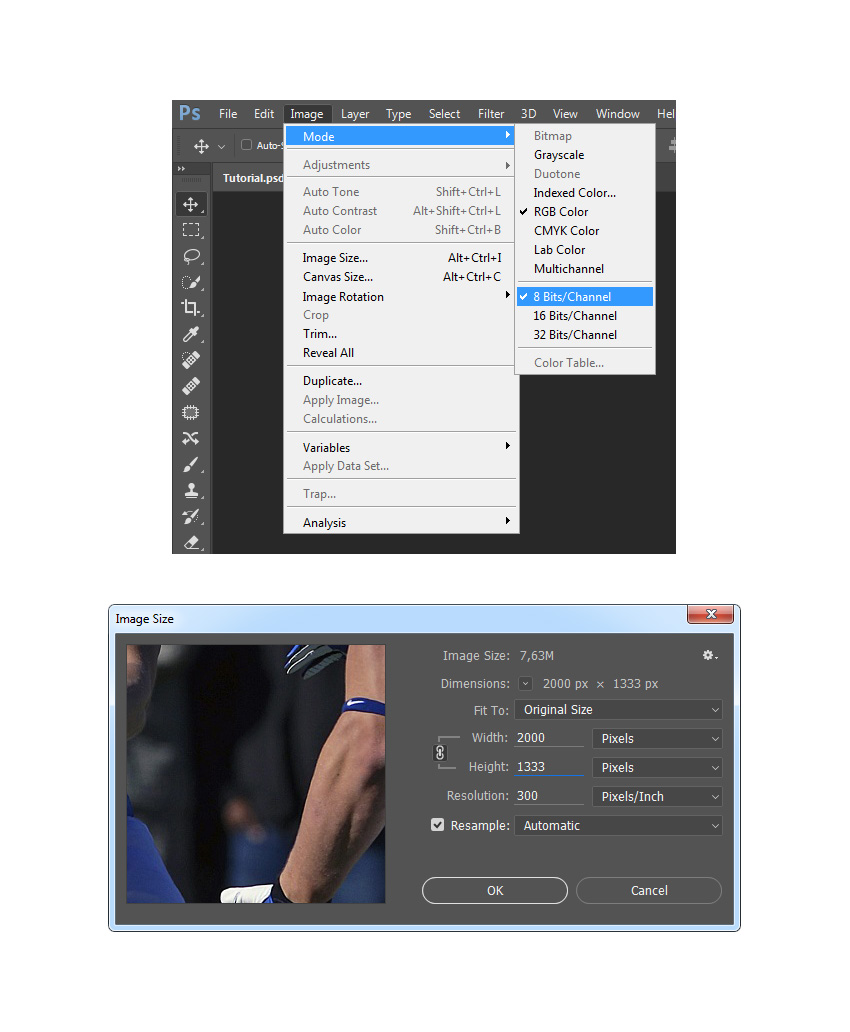 Ps File Edit Image Layer Type Select Filter 3D View Window Hel
Auto-S
Tutorial.psd
Mode
Adjustments
Auto Tone Shift+Ctrl+L
Auto Contrast Alt+Shift+Ctrl+L
Auto Color Shift+Ctrl+B
Image Size... Alt+Ctrl+I
Canvas Size... Alt+Ctrl+C
Image Rotation
Crop
Trim...
Reveal All
Duplicate...
Apply Image...
Calculations...
Variables
Apply Data Set...
Trap...
Analysis
Bitmap
Grayscale
Duotone
Indexed Color...
RGB Color
CMYK Color
Lab Color
Multichannel
8 Bits/Channel
16 Bits/Channel
32 Bits/Channel
Color Table...
Image Size
Image Size: 7,63M
Dimensions: 2000 px × 1333 px
Fit To: Original Size
Width: 2000 Pixels
Height: 1333 Pixels
Resolution: 300 Pixels/Inch
Resample: Automatic
OK Cancel